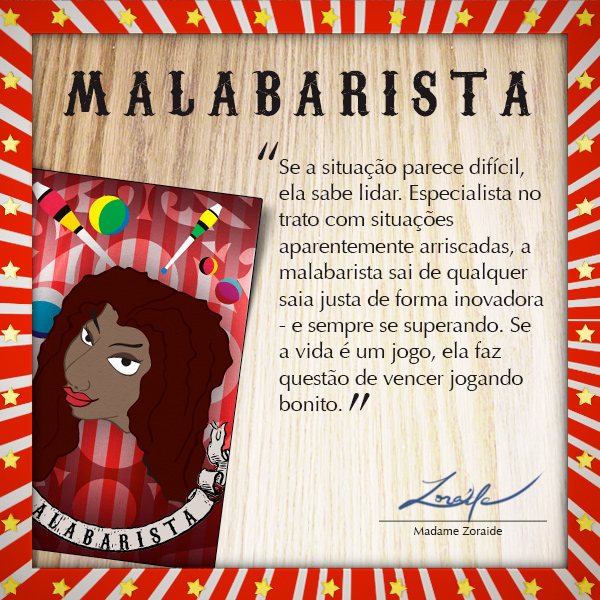 MALABARISTA
“Se a situação parece difícil,
ela sabe lidar. Especialista no
trato com situações
aparentemente arriscadas, a
malabarista sai de qualquer
saia justa de forma inovadora
- e sempre se superando. Se
a vida é um jogo, ela faz
questão de vencer jogando
bonito.”
ALABARISTA
Zoraide
Madame Zoraide